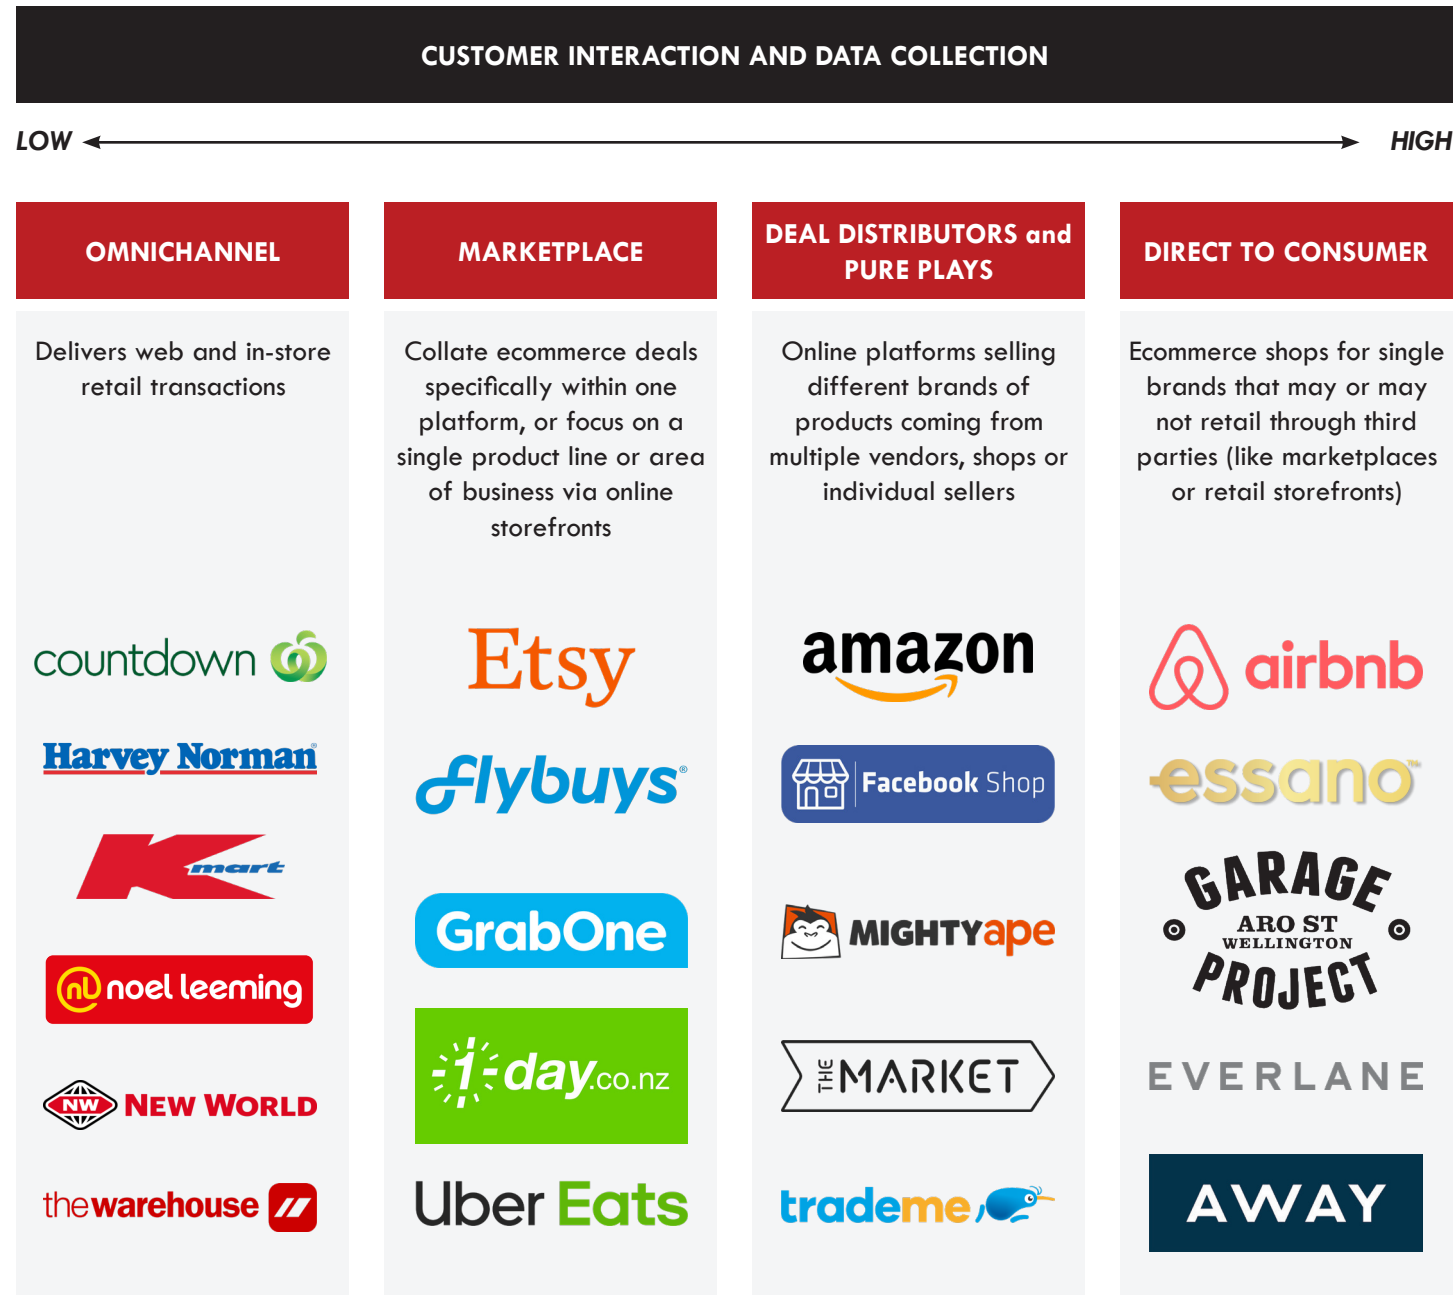 CUSTOMER INTERACTION AND DATA COLLECTION
LOW
HIGH
OMNICHANNEL
Delivers web and in-store
retail transactions
countdown
Harvey Norman®
Kmart
nl noel leeming
NW NEW WORLD
thewarehouse
MARKETPLACE
Collate ecommerce deals
specifically within one
platform, or focus on a
single product line or area
of business via online
storefronts
Etsy
flybuys®
GrabOne
1-day.co.nz
Uber Eats
DEAL DISTRIBUTORS and
PURE PLAYS
Online platforms selling
different brands of
products coming from
multiple vendors, shops or
individual sellers
amazon
Facebook Shop
MIGHTYape
THE MARKET
trademe
DIRECT TO CONSUMER
Ecommerce shops for single
brands that may or may
not retail through third
parties (like marketplaces
or retail storefronts)
airbnb
essano™
GARAGE
ARO ST
WELLINGTON
PROJECT
EVERLANE
AWAY